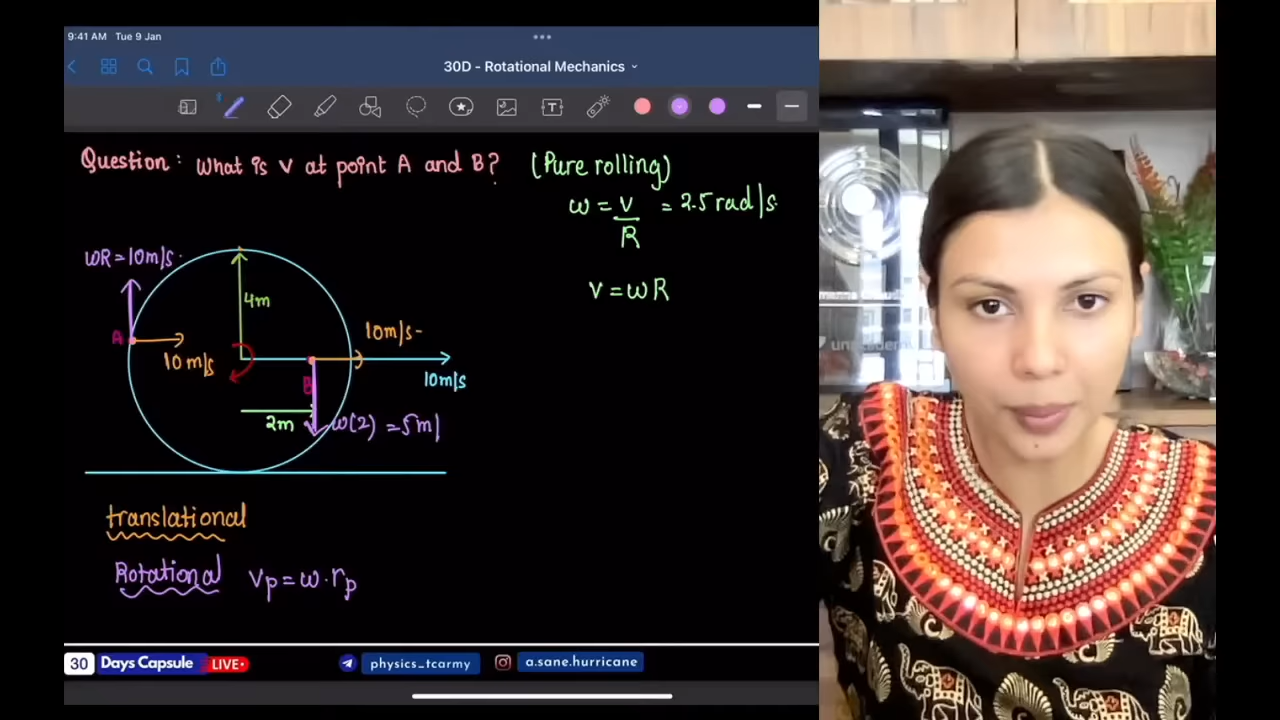 9:41 AM Tue 9 Jan
30D - Rotational Mechanics
Question: What is v at point A and B? (Pure rolling)
ω = v/R = 2.5 rad/s
v = ωR
ωR = 10m/s
4m
A
10 m/s
10m/s
B
10m/s
2m
ω(2) = 5m/
translational
Rotational Vp = ω·rp
30 Days Capsule LIVE
physics_tcarmy
a.sane.hurricane